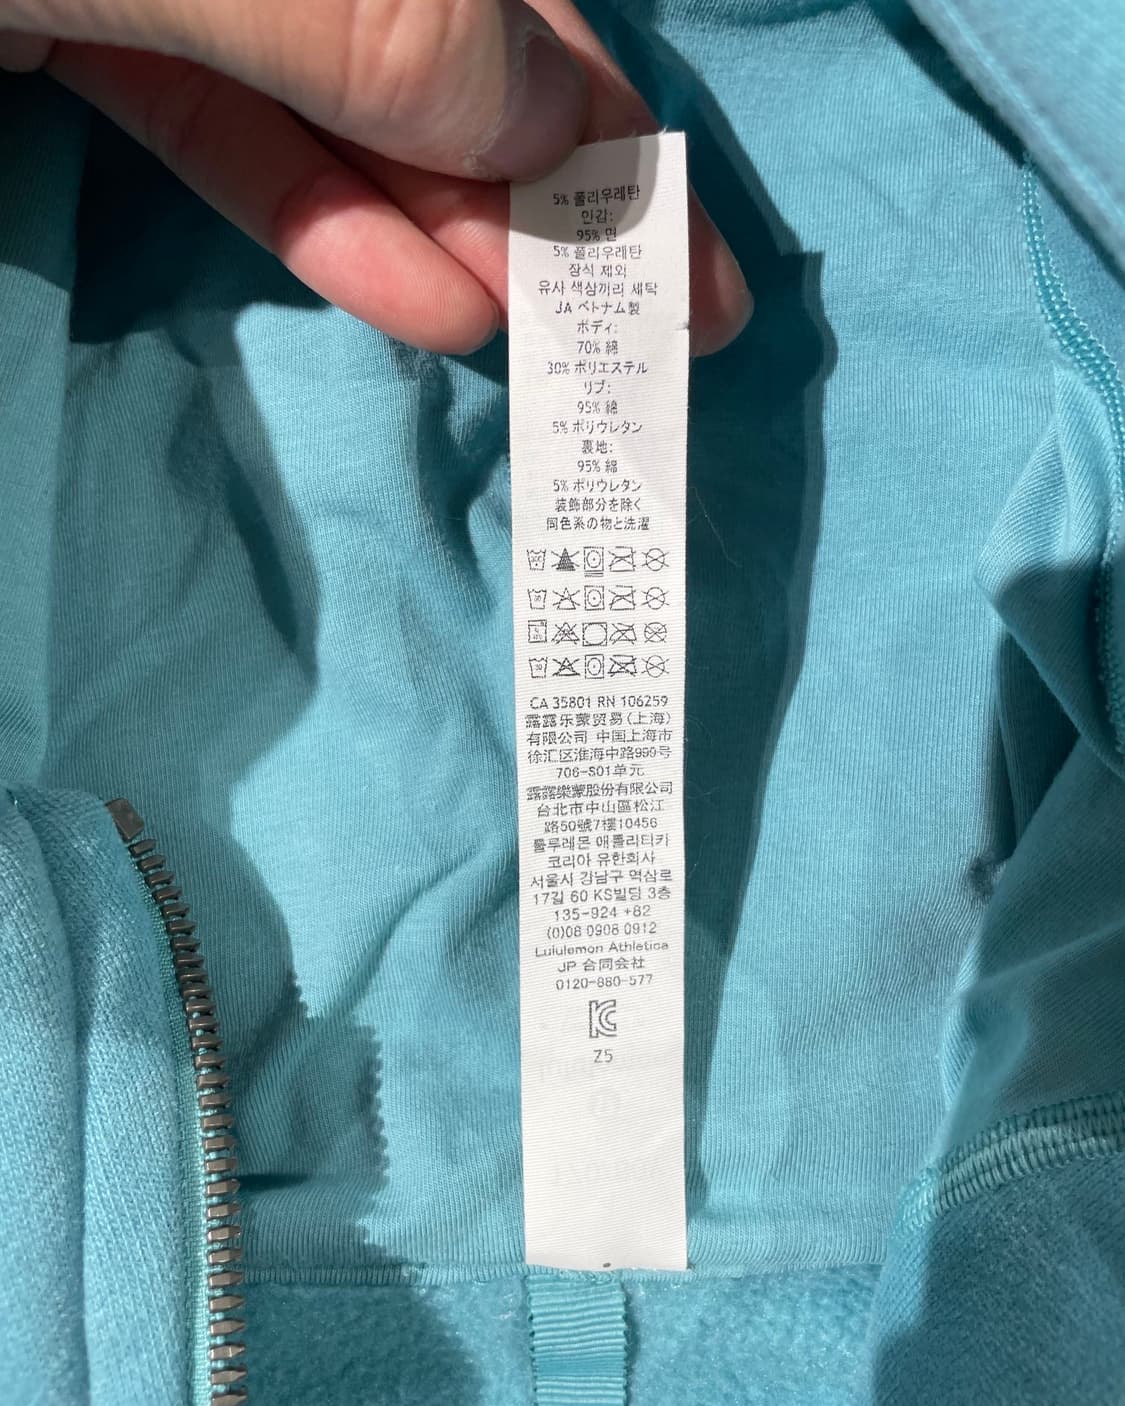 5% 폴리우레탄
안감:
95% 면
5% 폴리우레탄
장식 제외
유사 색상끼리 세탁
JA ベトナム製
ボディ:
70% 綿
30% ポリエステル
リブ:
95% 綿
5% ポリウレタン
裏地:
95% 綿
5% ポリウレタン
装飾部分を除く
同色系の物と洗濯
CA 35801 RN 106259
露露乐蒙贸易(上海)
有限公司 中国上海市
徐汇区淮海中路999号
706-S01单元
露露樂蒙股份有限公司
台北市中山區松江
路50號7樓10456
룰루레몬 애틀리티카
코리아 유한회사
서울시 강남구 역삼로
17길 60 KS빌딩 3층
135-924 +82
(0)08 0908 0912
Lululemon Athletica
JP 合同会社
0120-880-577
Z5